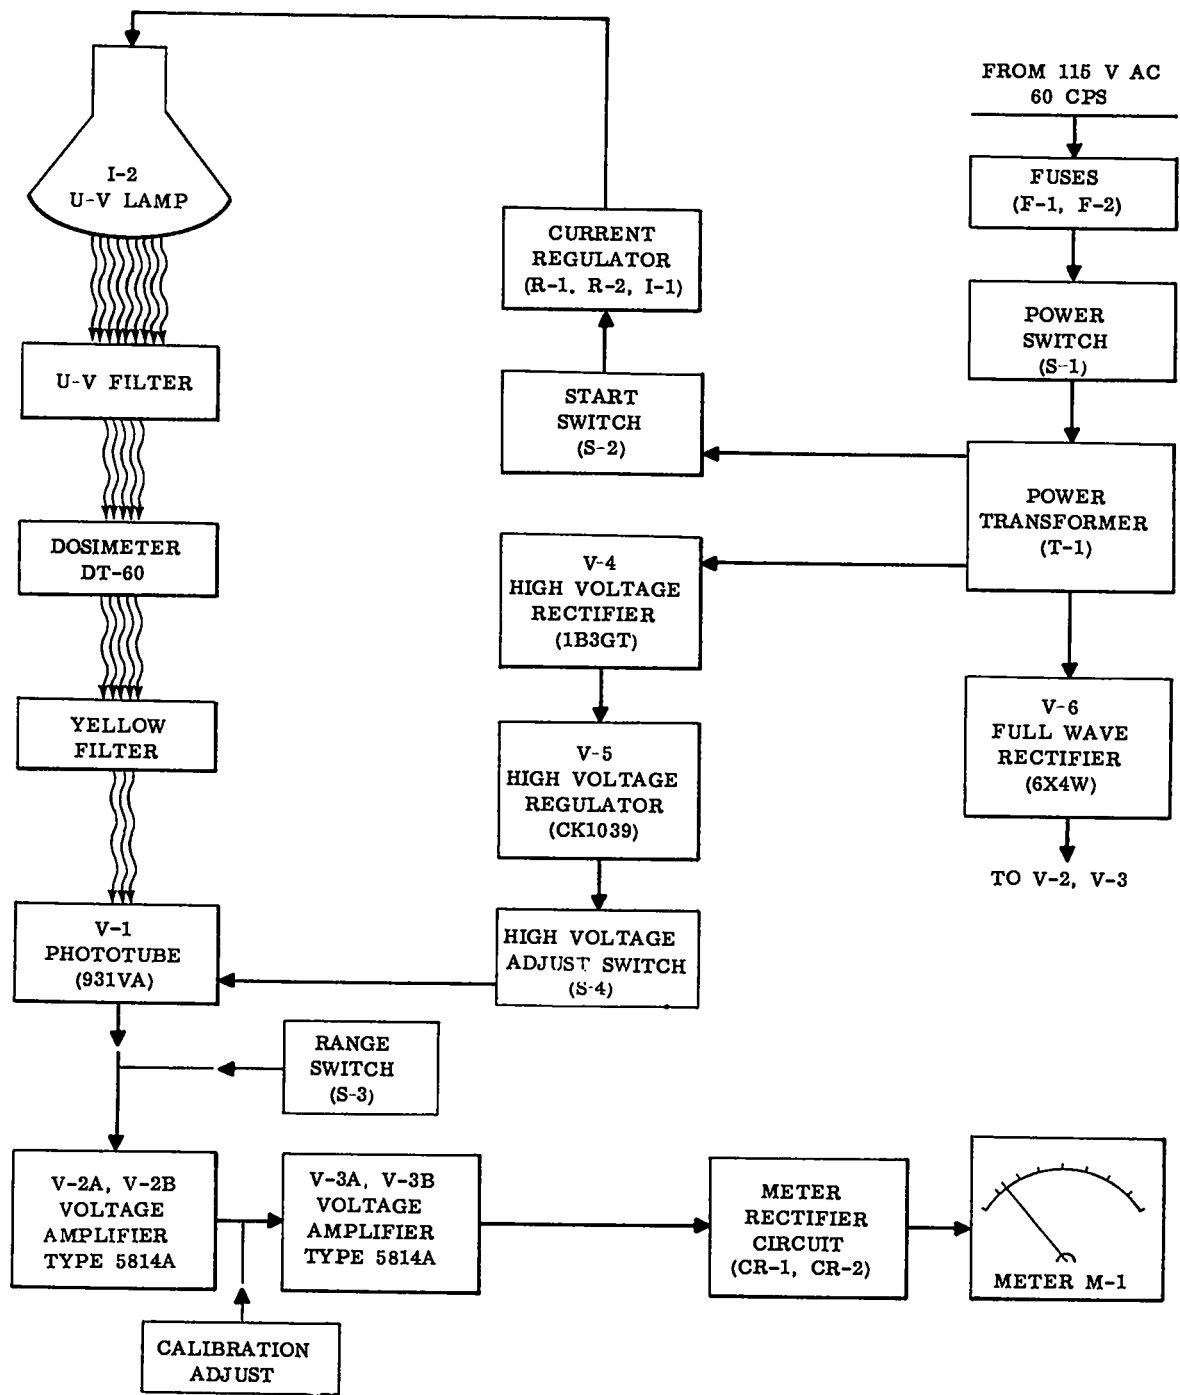 FROM 115 V AC
60 CPS
I-2
U-V LAMP
FUSES
(F-1, F-2)
CURRENT
REGULATOR
(R-1. R-2, I-1)
POWER
SWITCH
(S-1)
U-V FILTER
START
SWITCH
(S-2)
POWER
TRANSFORMER
(T-1)
DOSIMETER
DT-60
V-4
HIGH VOLTAGE
RECTIFIER
(1B3GT)
YELLOW
FILTER
V-5
HIGH VOLTAGE
REGULATOR
(CK1039)
V-6
FULL WAVE
RECTIFIER
(6X4W)
TO V-2, V-3
V-1
PHOTOTUBE
(931VA)
HIGH VOLTAGE
ADJUST SWITCH
(S-4)
RANGE
SWITCH
(S-3)
V-2A, V-2B
VOLTAGE
AMPLIFIER
TYPE 5814A
V-3A, V-3B
VOLTAGE
AMPLIFIER
TYPE 5814A
METER
RECTIFIER
CIRCUIT
(CR-1, CR-2)
METER M-1
CALIBRATION
ADJUST